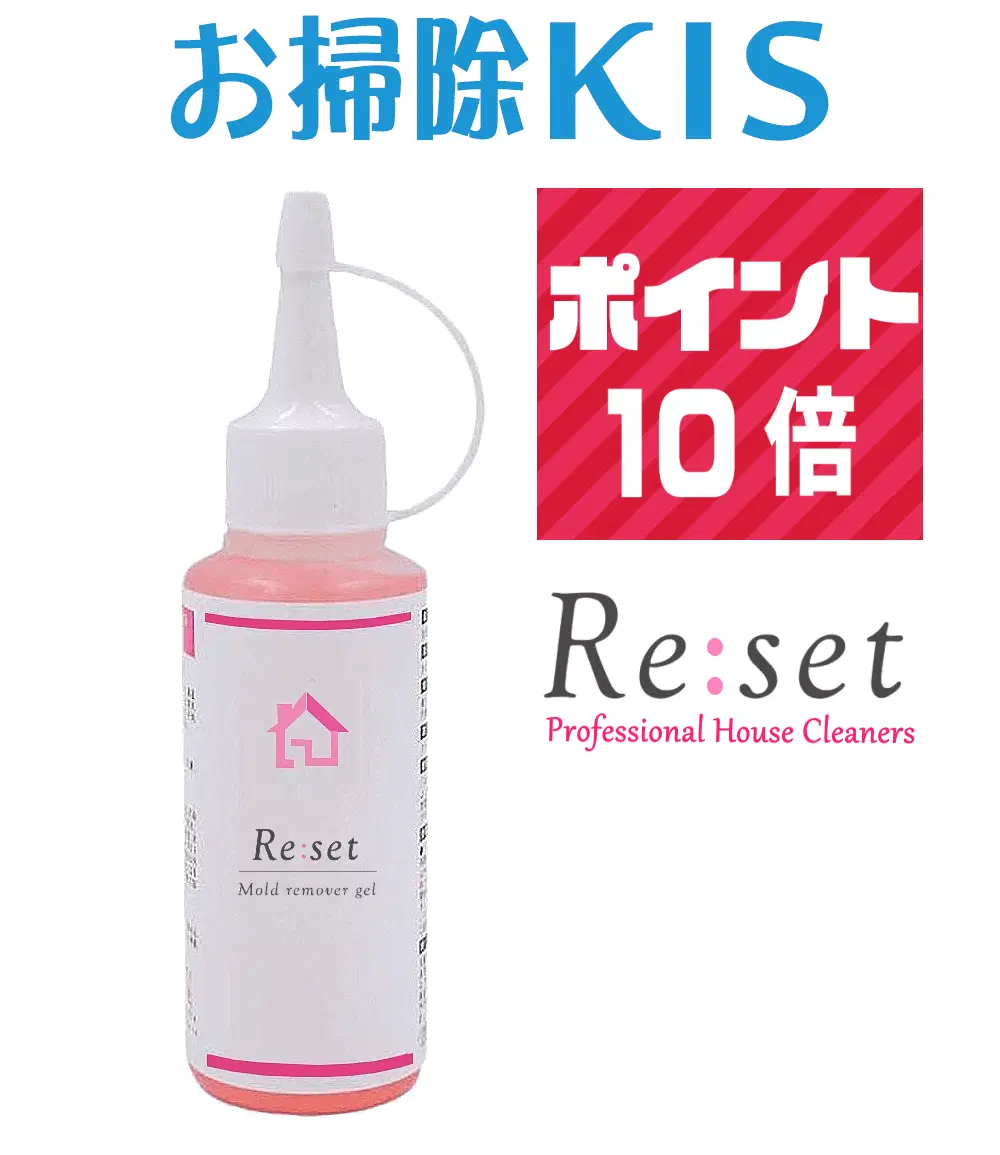 お掃除KIS
ポイント
10倍
Re:set
Professional House Cleaners
Re:set
Mold remover gel